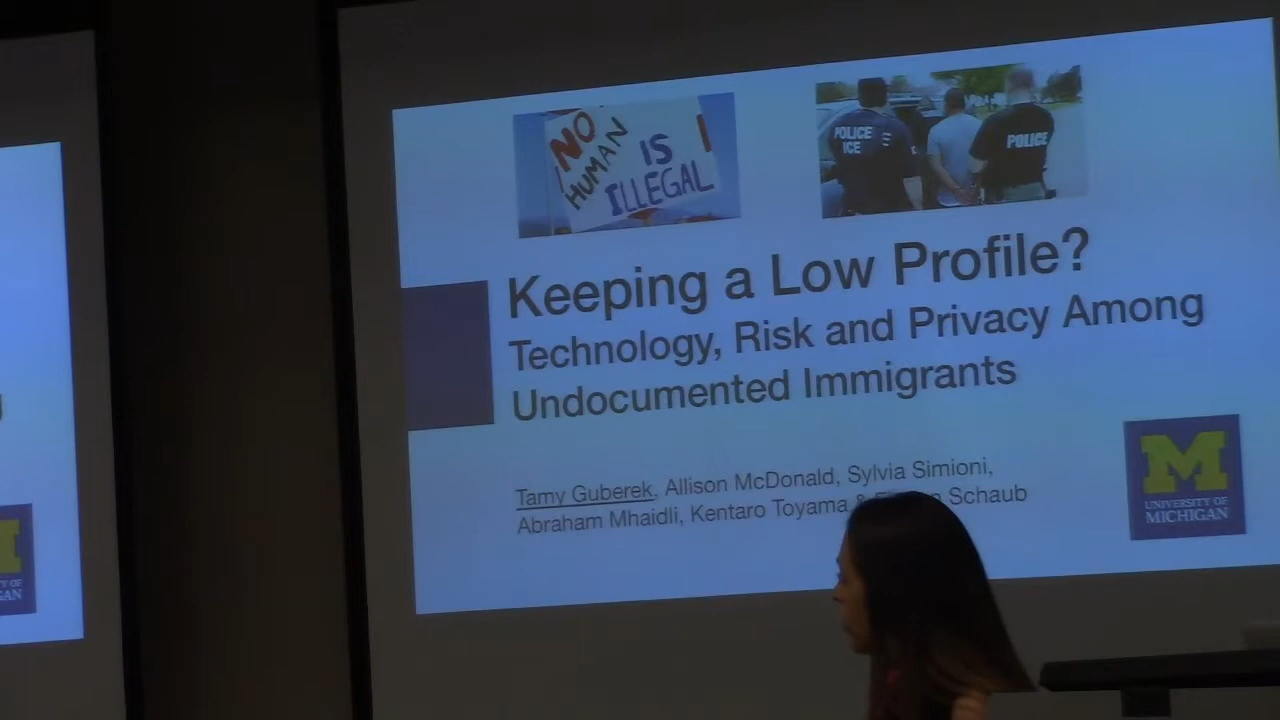 NO
HUMAN
IS
ILLEGAL
POLICE
ICE
POLICE
Keeping a Low Profile?
Technology, Risk and Privacy Among
Undocumented Immigrants
Tamy Guberek, Allison McDonald, Sylvia Simioni,
Abraham Mhaidli, Kentaro Toyama & Schaub
M
UNIVERSITY OF
MICHIGAN